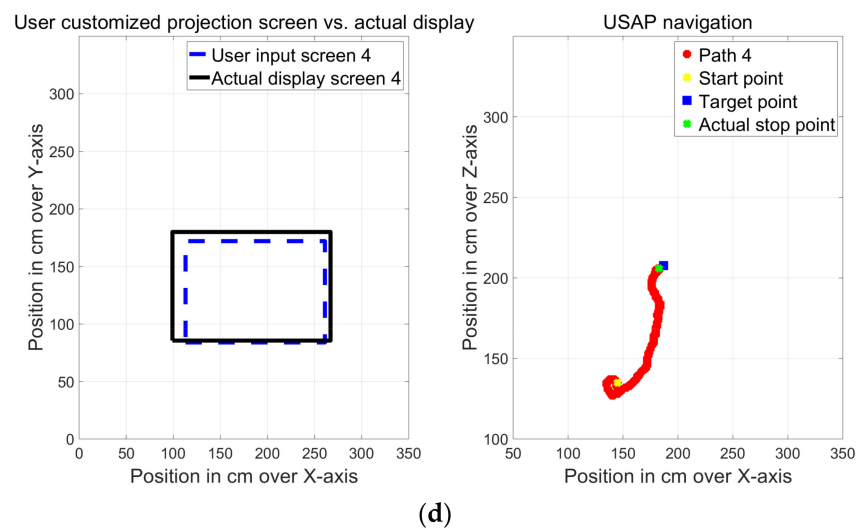 User customized projection screen vs. actual display
User input screen 4
Actual display screen 4
Position in cm over Y-axis
300
250
200
150
100
50
0
0 50 100 150 200 250 300 350
Position in cm over X-axis
USAP navigation
Path 4
Start point
Target point
Actual stop point
Position in cm over Z-axis
300
250
200
150
100
50 100 150 200 250 300 350
Position in cm over X-axis
(d)